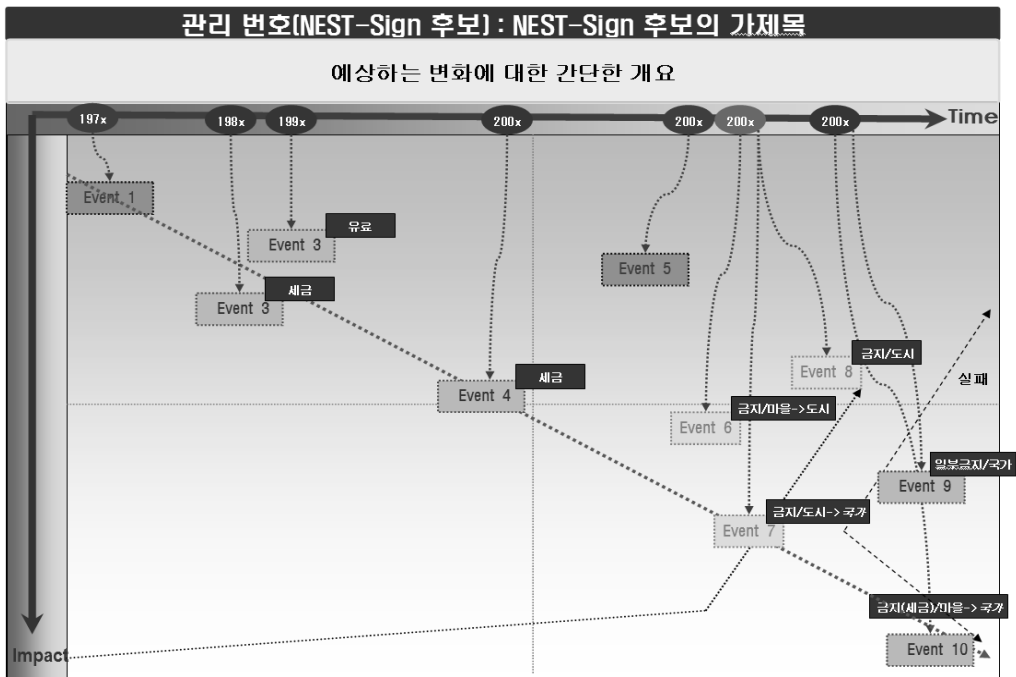 관리 번호(NEST-Sign 후보) : NEST-Sign 후보의 가제목
예상하는 변화에 대한 간단한 개요
197x
198x
199x
200x
200x
200x
200x
Time
Event 1
Event 3
유료
Event 3
세금
Event 4
세금
Event 5
Event 6
금지/마을->도시
Event 8
금지/도시
실패
일부금지/국가
Event 9
금지/도시->국가
Event 7
금지(세금)/마을->국가
Event 10
Impact